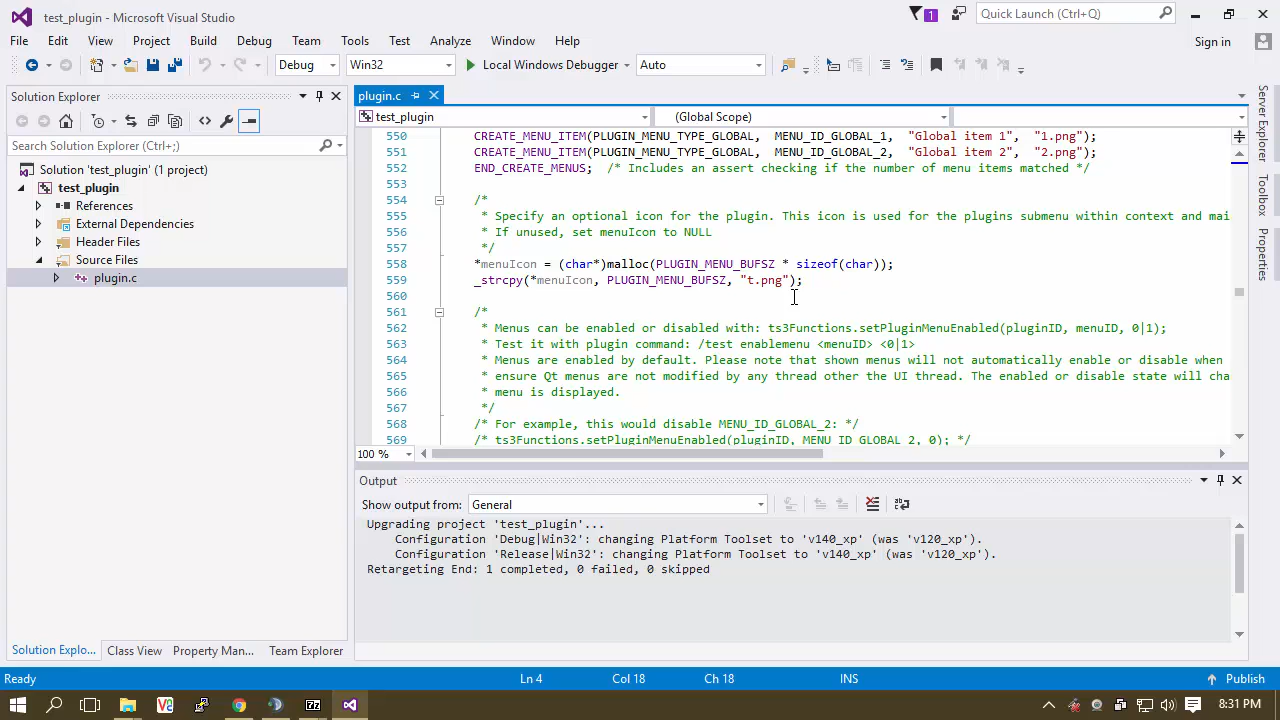 test_plugin - Microsoft Visual Studio
1
Quick Launch (Ctrl+Q)
File Edit View Project Build Debug Team Tools Test Analyze Window Help
Sign in
Debug Win32 Local Windows Debugger Auto
Solution Explorer
Search Solution Explorer (Ctrl+;)
Solution 'test_plugin' (1 project)
test_plugin
References
External Dependencies
Header Files
Source Files
plugin.c
Solution Explo... Class View Property Man... Team Explorer
plugin.c
test_plugin (Global Scope)
550 CREATE_MENU_ITEM(PLUGIN_MENU_TYPE_GLOBAL, MENU_ID_GLOBAL_1, "Global item 1", "1.png");
551 CREATE_MENU_ITEM(PLUGIN_MENU_TYPE_GLOBAL, MENU_ID_GLOBAL_2, "Global item 2", "2.png");
552 END_CREATE_MENUS; /* Includes an assert checking if the number of menu items matched */
553
554 /*
555 * Specify an optional icon for the plugin. This icon is used for the plugins submenu within context and mai
556 * If unused, set menuIcon to NULL
557 */
558 *menuIcon = (char*)malloc(PLUGIN_MENU_BUFSZ * sizeof(char));
559 _strcpy(*menuIcon, PLUGIN_MENU_BUFSZ, "t.png");
560
561 /*
562 * Menus can be enabled or disabled with: ts3Functions.setPluginMenuEnabled(pluginID, menuID, 0|1);
563 * Test it with plugin command: /test enablemenu <menuID> <0|1>
564 * Menus are enabled by default. Please note that shown menus will not automatically enable or disable when
565 * ensure Qt menus are not modified by any thread other the UI thread. The enabled or disable state will cha
566 * menu is displayed.
567 */
568 /* For example, this would disable MENU_ID_GLOBAL_2: */
569 /* ts3Functions.setPluginMenuEnabled(pluginID, MENU_ID_GLOBAL_2, 0); */
100 %
Output
Show output from: General
Upgrading project 'test_plugin'...
Configuration 'Debug|Win32': changing Platform Toolset to 'v140_xp' (was 'v120_xp').
Configuration 'Release|Win32': changing Platform Toolset to 'v140_xp' (was 'v120_xp').
Retargeting End: 1 completed, 0 failed, 0 skipped
Server Explorer
Toolbox
Properties
Ready Ln 4 Col 18 Ch 18 INS Publish
8:31 PM